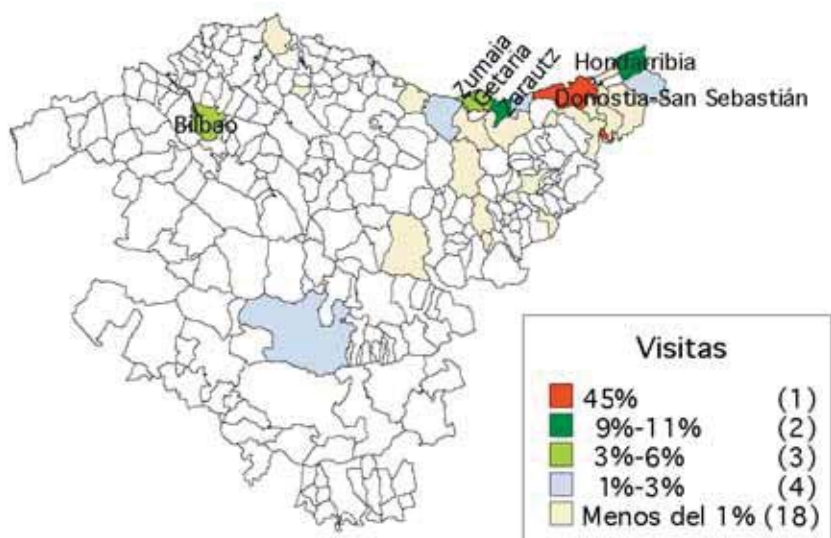 Zumaia
Getaria
Zarautz
Hondarribia
Donostia-San Sebastián
Bilbao
Visitas
45% (1)
9%-11% (2)
3%-6% (3)
1%-3% (4)
Menos del 1% (18)